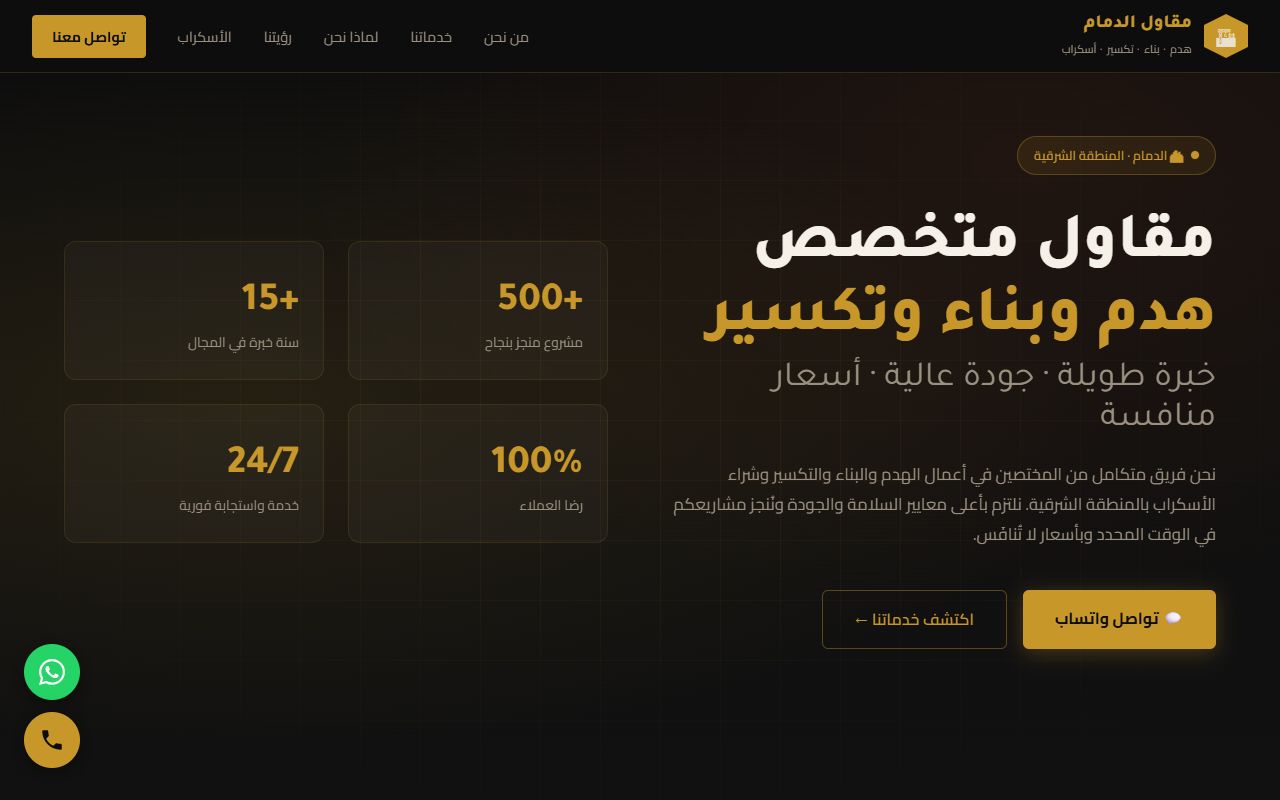 مقاول الدمام
هدم · بناء · تكسير · أسكراب
من نحن
خدماتنا
لماذا نحن
رؤيتنا
الأسكراب
تواصل معنا
الدمام · المنطقة الشرقية
مقاول متخصص
هدم وبناء وتكسير
خبرة طويلة · جودة عالية · أسعار
منافسة
نحن فريق متكامل من المختصين في أعمال الهدم والبناء والتكسير وشراء
الأسكراب بالمنطقة الشرقية. نلتزم بأعلى معايير السلامة والجودة ونُنجز مشاريعكم
في الوقت المحدد وبأسعار لا تُنافَس.
تواصل واتساب
اكتشف خدماتنا ←
500+
مشروع منجز بنجاح
15+
سنة خبرة في المجال
100%
رضا العملاء
24/7
خدمة واستجابة فورية